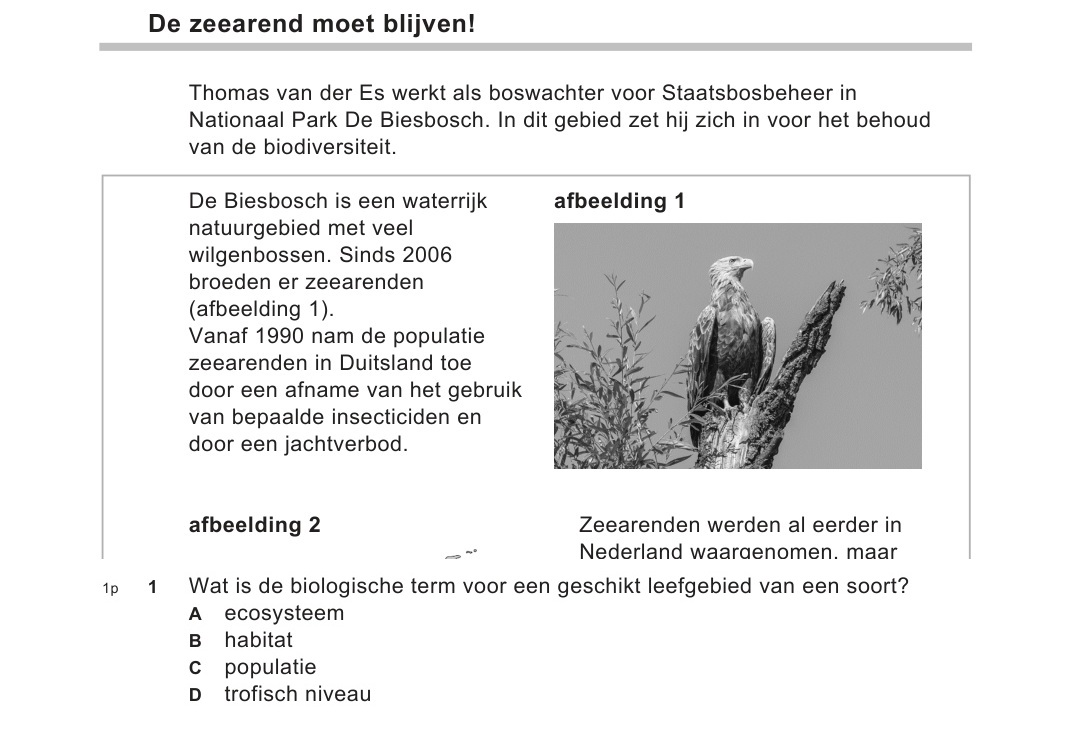 De zeearend moet blijven!
Thomas van der Es werkt als boswachter voor Staatsbosbeheer in
Nationaal Park De Biesbosch. In dit gebied zet hij zich in voor het behoud
van de biodiversiteit.
De Biesbosch is een waterrijk
natuurgebied met veel
wilgenbossen. Sinds 2006
broeden er zeearenden
(afbeelding 1).
Vanaf 1990 nam de populatie
zeearenden in Duitsland toe
door een afname van het gebruik
van bepaalde insecticiden en
door een jachtverbod.
afbeelding 1
afbeelding 2
Zeearenden werden al eerder in
Nederland waargenomen, maar
1p 1 Wat is de biologische term voor een geschikt leefgebied van een soort?
A ecosysteem
B habitat
C populatie
D trofisch niveau